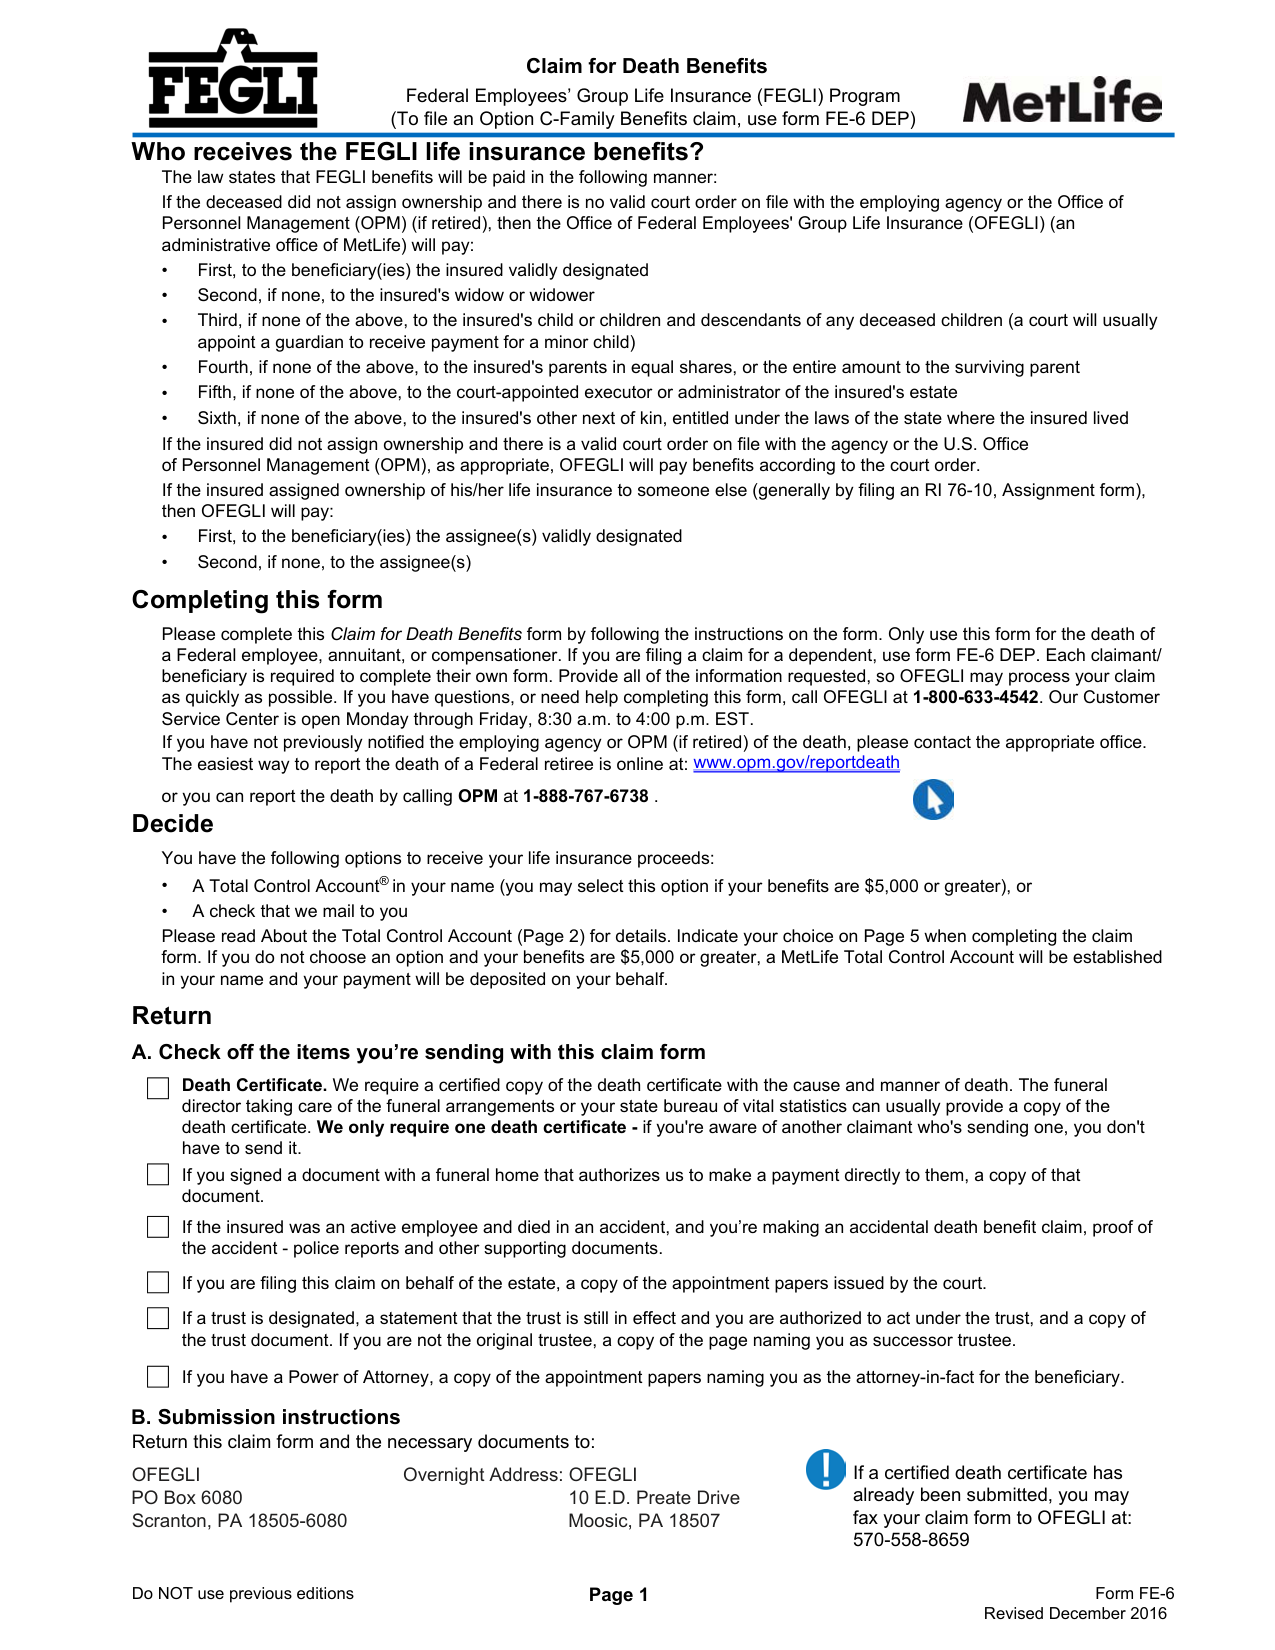 FEGLI
Claim for Death Benefits
Federal Employees’ Group Life Insurance (FEGLI) Program
(To file an Option C-Family Benefits claim, use form FE-6 DEP)
MetLife
Who receives the FEGLI life insurance benefits?
The law states that FEGLI benefits will be paid in the following manner:
If the deceased did not assign ownership and there is no valid court order on file with the employing agency or the Office of
Personnel Management (OPM) (if retired), then the Office of Federal Employees' Group Life Insurance (OFEGLI) (an
administrative office of MetLife) will pay:
• First, to the beneficiary(ies) the insured validly designated
• Second, if none, to the insured's widow or widower
• Third, if none of the above, to the insured's child or children and descendants of any deceased children (a court will usually
appoint a guardian to receive payment for a minor child)
• Fourth, if none of the above, to the insured's parents in equal shares, or the entire amount to the surviving parent
• Fifth, if none of the above, to the court-appointed executor or administrator of the insured's estate
• Sixth, if none of the above, to the insured's other next of kin, entitled under the laws of the state where the insured lived
If the insured did not assign ownership and there is a valid court order on file with the agency or the U.S. Office
of Personnel Management (OPM), as appropriate, OFEGLI will pay benefits according to the court order.
If the insured assigned ownership of his/her life insurance to someone else (generally by filing an RI 76-10, Assignment form),
then OFEGLI will pay:
• First, to the beneficiary(ies) the assignee(s) validly designated
• Second, if none, to the assignee(s)
Completing this form
Please complete this Claim for Death Benefits form by following the instructions on the form. Only use this form for the death of
a Federal employee, annuitant, or compensationer. If you are filing a claim for a dependent, use form FE-6 DEP. Each claimant/
beneficiary is required to complete their own form. Provide all of the information requested, so OFEGLI may process your claim
as quickly as possible. If you have questions, or need help completing this form, call OFEGLI at 1-800-633-4542. Our Customer
Service Center is open Monday through Friday, 8:30 a.m. to 4:00 p.m. EST.
If you have not previously notified the employing agency or OPM (if retired) of the death, please contact the appropriate office.
The easiest way to report the death of a Federal retiree is online at: www.opm.gov/reportdeath
or you can report the death by calling OPM at 1-888-767-6738 .
Decide
You have the following options to receive your life insurance proceeds:
• A Total Control Account® in your name (you may select this option if your benefits are $5,000 or greater), or
• A check that we mail to you
Please read About the Total Control Account (Page 2) for details. Indicate your choice on Page 5 when completing the claim
form. If you do not choose an option and your benefits are $5,000 or greater, a MetLife Total Control Account will be established
in your name and your payment will be deposited on your behalf.
Return
A. Check off the items you’re sending with this claim form
Death Certificate. We require a certified copy of the death certificate with the cause and manner of death. The funeral
director taking care of the funeral arrangements or your state bureau of vital statistics can usually provide a copy of the
death certificate. We only require one death certificate - if you're aware of another claimant who's sending one, you don't
have to send it.
If you signed a document with a funeral home that authorizes us to make a payment directly to them, a copy of that
document.
If the insured was an active employee and died in an accident, and you’re making an accidental death benefit claim, proof of
the accident - police reports and other supporting documents.
If you are filing this claim on behalf of the estate, a copy of the appointment papers issued by the court.
If a trust is designated, a statement that the trust is still in effect and you are authorized to act under the trust, and a copy of
the trust document. If you are not the original trustee, a copy of the page naming you as successor trustee.
If you have a Power of Attorney, a copy of the appointment papers naming you as the attorney-in-fact for the beneficiary.
B. Submission instructions
Return this claim form and the necessary documents to:
OFEGLI
PO Box 6080
Scranton, PA 18505-6080
Overnight Address: OFEGLI
10 E.D. Preate Drive
Moosic, PA 18507
If a certified death certificate has
already been submitted, you may
fax your claim form to OFEGLI at:
570-558-8659
Do NOT use previous editions
Page 1
Form FE-6
Revised December 2016